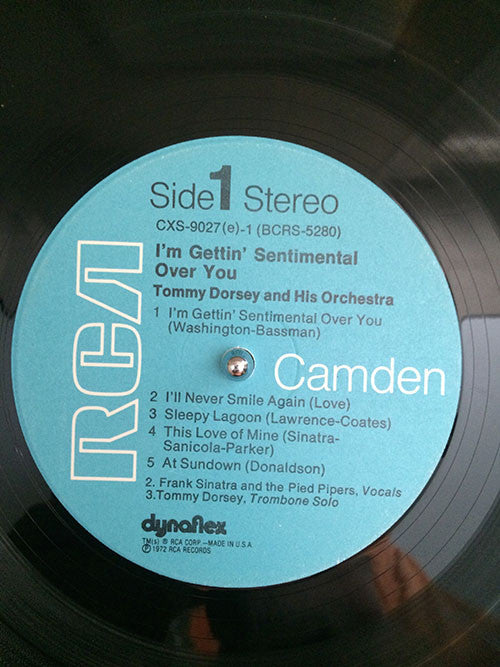 Side 1 Stereo
CXS-9027(e)-1 (BCRS-5280)
I'm Gettin' Sentimental
Over You
Tommy Dorsey and His Orchestra
1 I'm Gettin' Sentimental Over You
(Washington-Bassman)
RCA
Camden
2 I'll Never Smile Again (Love)
3 Sleepy Lagoon (Lawrence-Coates)
4 This Love of Mine (Sinatra-
Sanicola-Parker)
5 At Sundown (Donaldson)
2. Frank Sinatra and the Pied Pipers, Vocals
3.Tommy Dorsey, Trombone Solo
dynaflex
TM(s) ® RCA CORP.—MADE IN U.S.A.
℗ 1972 RCA RECORDS